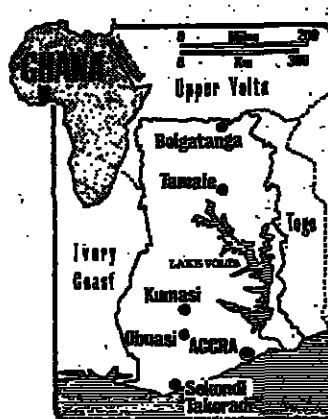 GHANA
0 Miles 200
0 Km 300
Upper Volta
Bolgatanga
Tamale
Togo
Ivory
Coast
LAKE VOLTA
Kumasi
Obuasi
ACCRA
Sekondi
Takoradi